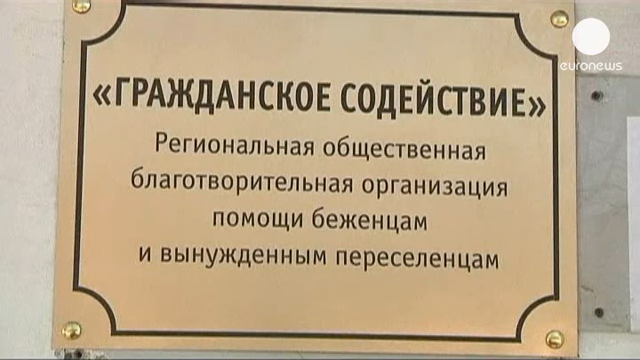 euronews
«ГРАЖДАНСКОЕ СОДЕЙСТВИЕ»
Региональная общественная
благотворительная организация
помощи беженцам
и вынужденным переселенцам